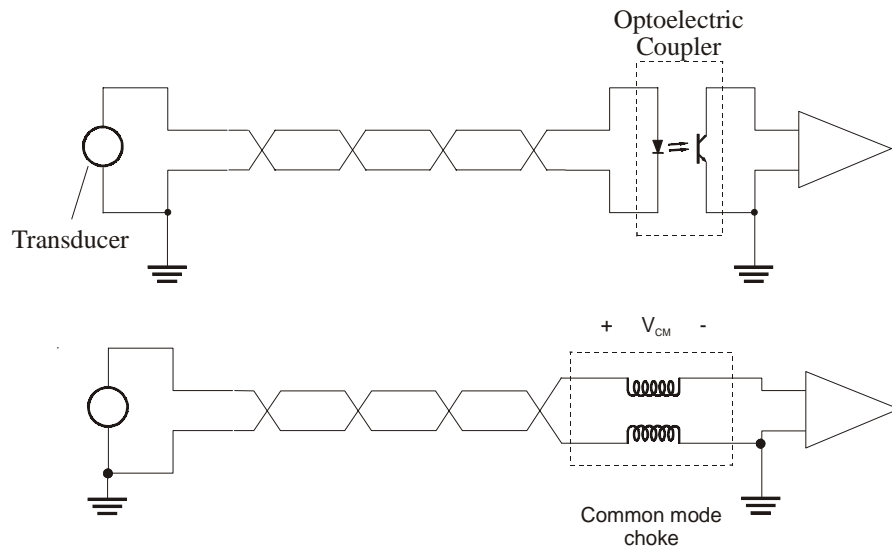 Optoelectric
Coupler
Transducer
+ V_CM -
Common mode
choke